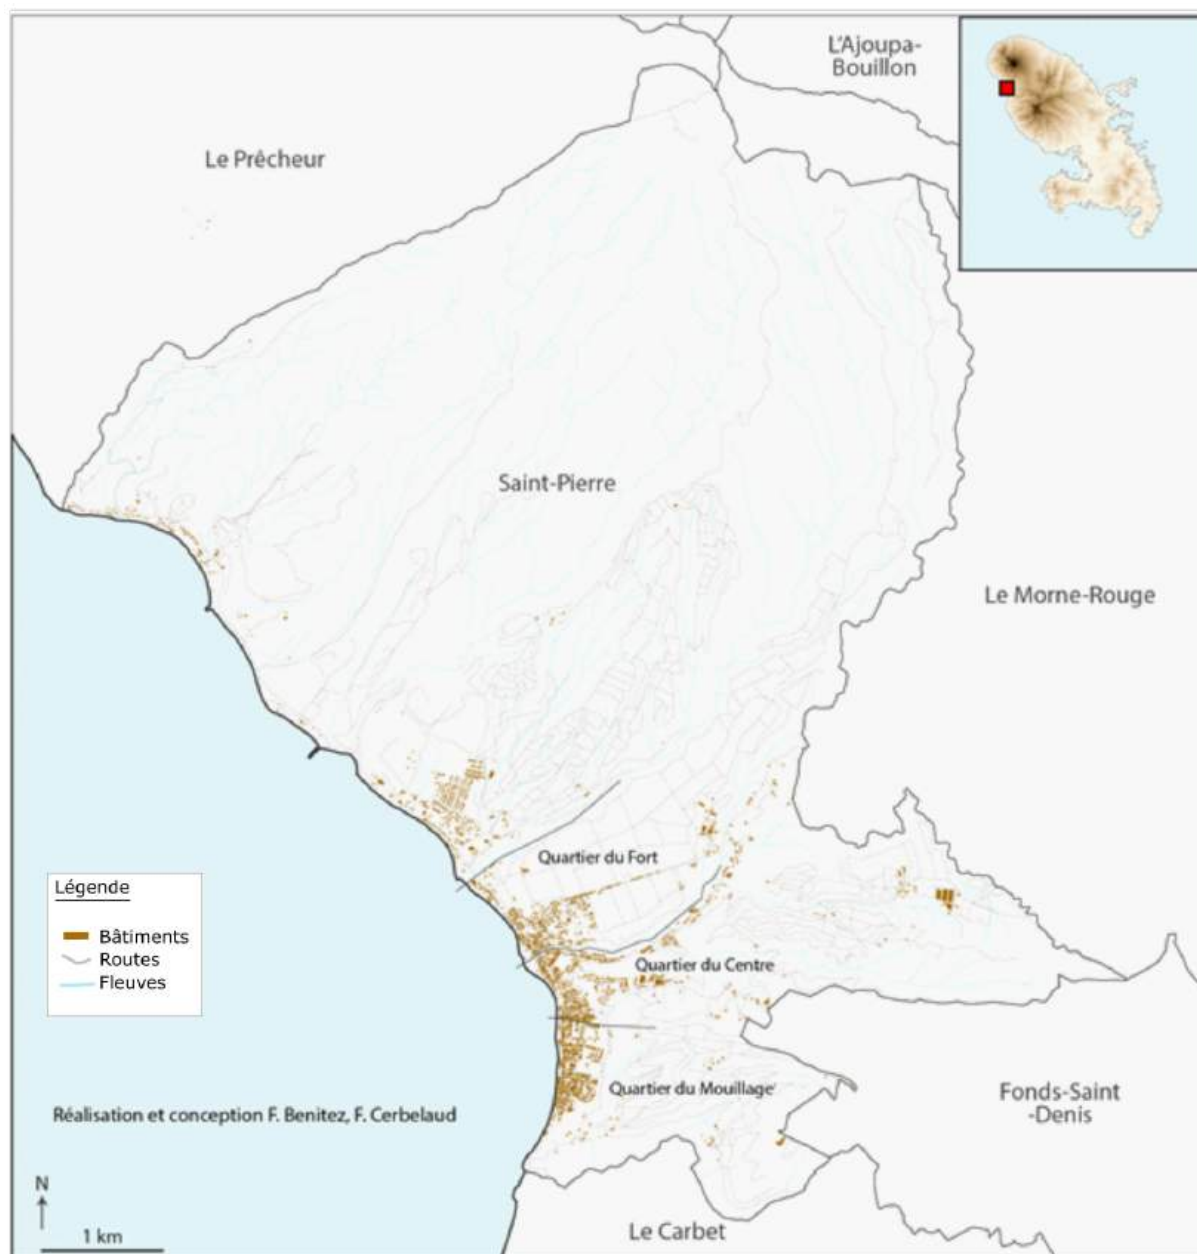 L'Ajoupa-
Bouillon
Le Prêcheur
Saint-Pierre
Le Morne-Rouge
Quartier du Fort
Légende
Bâtiments
Routes
Fleuves
Quartier du Centre
Quartier du Mouillage
Fonds-Saint
-Denis
Réalisation et conception F. Benitez, F. Cerbelaud
N
1 km
Le Carbet